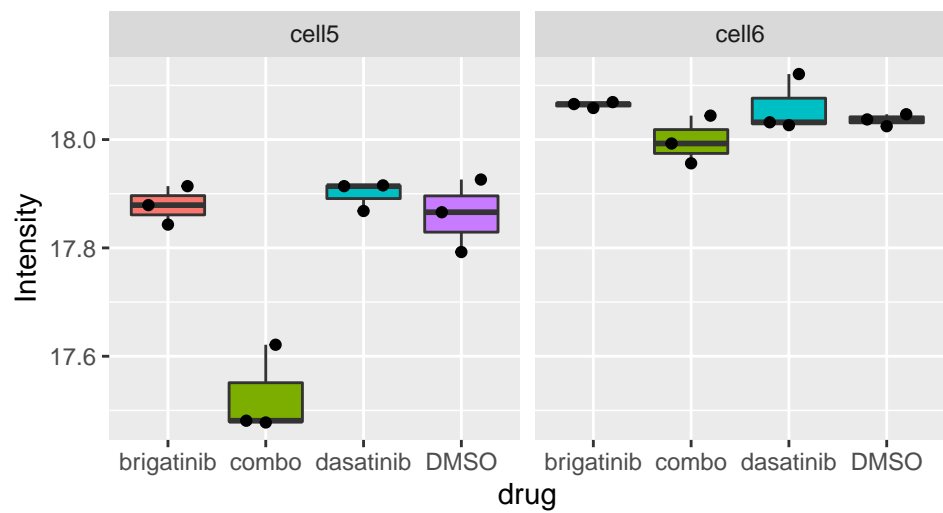 cell5 cell6
Intensity
18.0
17.8
17.6
brigatinib combo dasatinib DMSO brigatinib combo dasatinib DMSO
drug